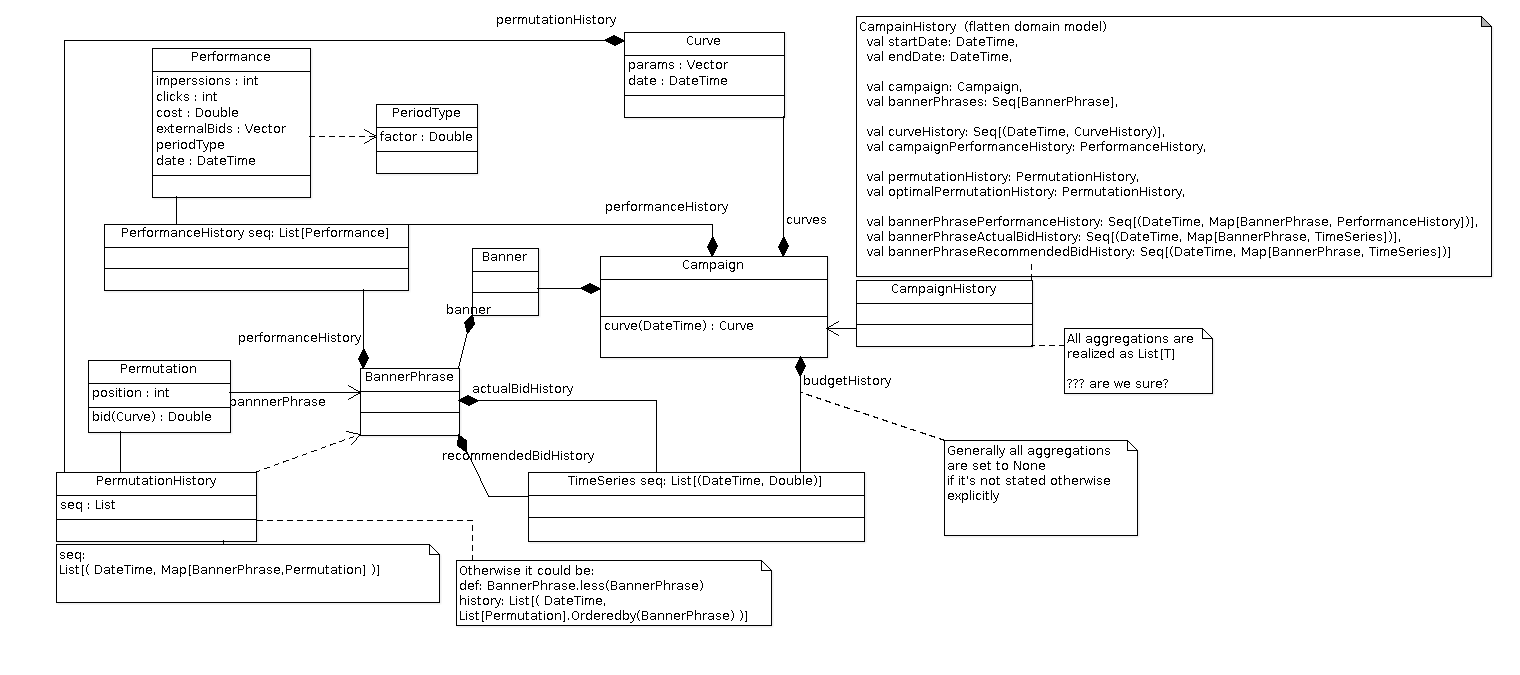 permutationHistory
Curve
params : Vector
date : DateTime
Performance
imperssions : int
clicks : int
cost : Double
externalBids : Vector
periodType
date : DateTime
PeriodType
factor : Double
CampainHistory  (flatten domain model)
val startDate: DateTime,
val endDate: DateTime,
val campaign: Campaign,
val bannerPhrases: Seq[BannerPhrase],
val curveHistory: Seq[(DateTime, CurveHistory)],
val campaignPerformanceHistory: PerformanceHistory,
val permutationHistory: PermutationHistory,
val optimalPermutationHistory: PermutationHistory,
val bannerPhrasePerformanceHistory: Seq[(DateTime, Map[BannerPhrase, PerformanceHistory])],
val bannerPhraseActualBidHistory: Seq[(DateTime, Map[BannerPhrase, TimeSeries])],
val bannerPhraseRecommendedBidHistory: Seq[(DateTime, Map[BannerPhrase, TimeSeries])]
performanceHistory
curves
PerformanceHistory seq: List[Performance]
Banner
Campaign
curve(DateTime) : Curve
CampaignHistory
banner
performanceHistory
All aggregations are
realized as List[T]
??? are we sure?
Permutation
position : int
bid(Curve) : Double
bannnerPhrase
BannerPhrase
actualBidHistory
budgetHistory
recommendedBidHistory
Generally all aggregations
are set to None
if it's not stated otherwise
explicitly
PermutationHistory
seq : List
TimeSeries seq: List[(DateTime, Double)]
seq:
List[( DateTime, Map[BannerPhrase,Permutation] )]
Otherwise it could be:
def: BannerPhrase.less(BannerPhrase)
history: List[( DateTime,
List[Permutation].Orderedby(BannerPhrase) )]